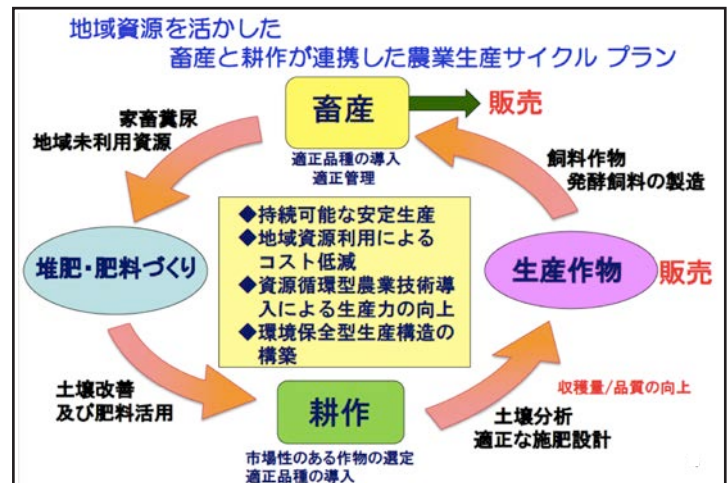 地域資源を活かした
畜産と耕作が連携した農業生産サイクル プラン
畜産
販売
適正品種の導入
適正管理
家畜糞尿
地域未利用資源
飼料作物
発酵飼料の製造
◆持続可能な安定生産
◆地域資源利用による
コスト低減
◆資源循環型農業技術導
入による生産力の向上
◆環境保全型生産構造の
構築
堆肥・肥料づくり
生産作物
販売
土壌改善
及び肥料活用
耕作
市場性のある作物の選定
適正品種の導入
収穫量/品質の向上
土壌分析
適正な施肥設計